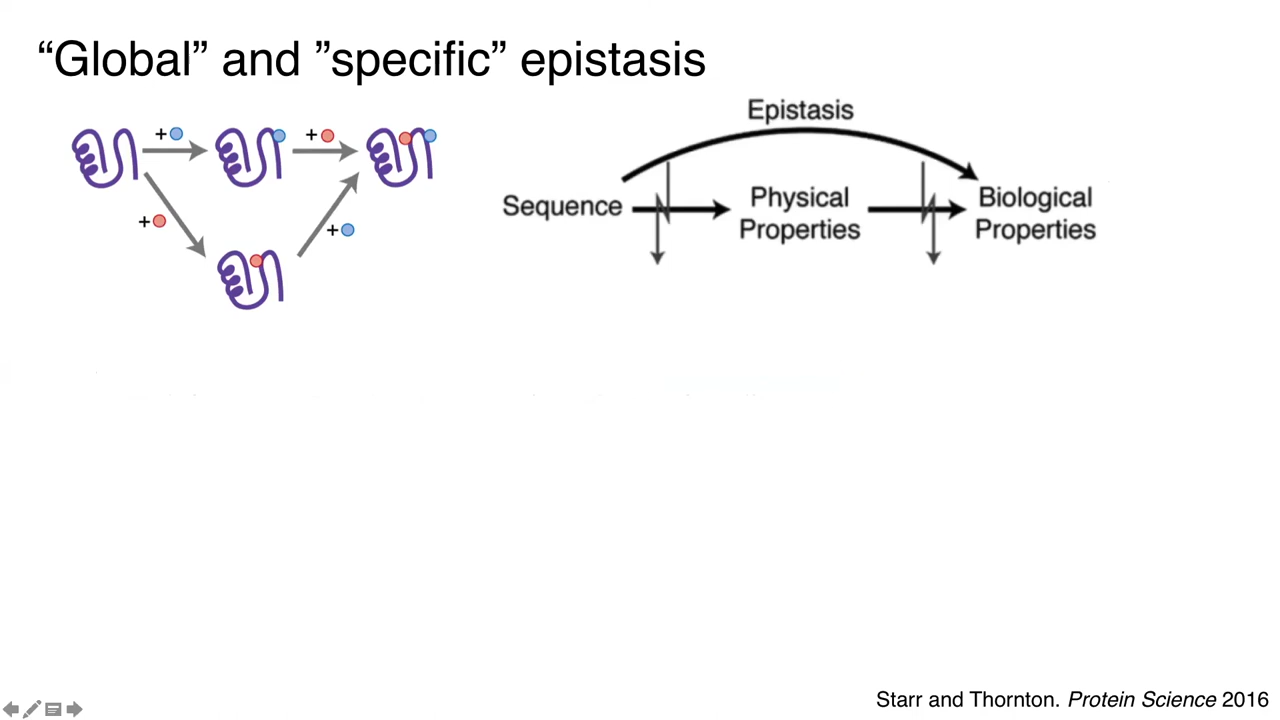 “Global” and ”specific” epistasis
+
+
+
+
Epistasis
Sequence
Physical
Properties
Biological
Properties
Starr and Thornton. Protein Science 2016